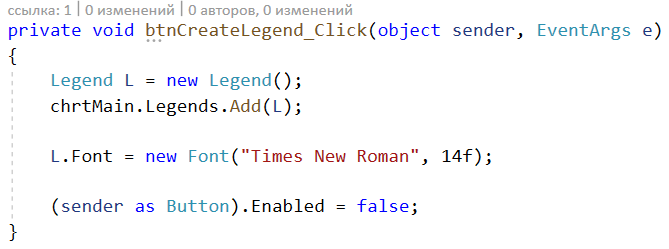 ссылка: 1 | 0 изменений | 0 авторов, 0 изменений
private void btnCreateLegend_Click(object sender, EventArgs e)
{
    Legend L = new Legend();
    chrtMain.Legends.Add(L);

    L.Font = new Font("Times New Roman", 14f);

    (sender as Button).Enabled = false;
}